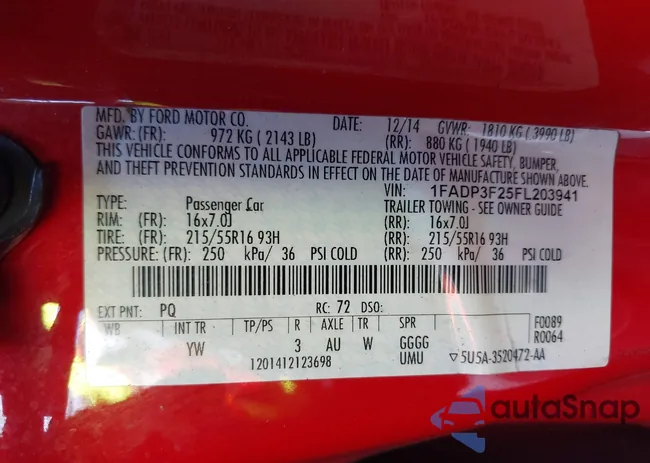 MFD. BY FORD MOTOR CO. DATE: 12/14 GVWR: 1810 KG ( 3990 LB)
GAWR: (FR): 972 KG ( 2143 LB) (RR): 880 KG ( 1940 LB)
THIS VEHICLE CONFORMS TO ALL APPLICABLE FEDERAL MOTOR VEHICLE SAFETY, BUMPER,
AND THEFT PREVENTION STANDARDS IN EFFECT ON THE DATE OF MANUFACTURE SHOWN ABOVE.
VIN: 1FADP3F25FL203941
TYPE: Passenger Car TRAILER TOWING - SEE OWNER GUIDE
RIM: (FR): 16x7.0J (RR): 16x7.0J
TIRE: (FR): 215/55R16 93H (RR): 215/55R16 93H
PRESSURE: (FR): 250 kPa/ 36 PSI COLD (RR): 250 kPa/ 36 PSI COLD
EXT PNT: PQ RC: 72 DSO:
WB INT TR TP/PS R AXLE TR SPR F0089
YW 3 AU W GGGG R0064
1201412123698 UMU ▽5U5A-3520472-AA
autoSnap